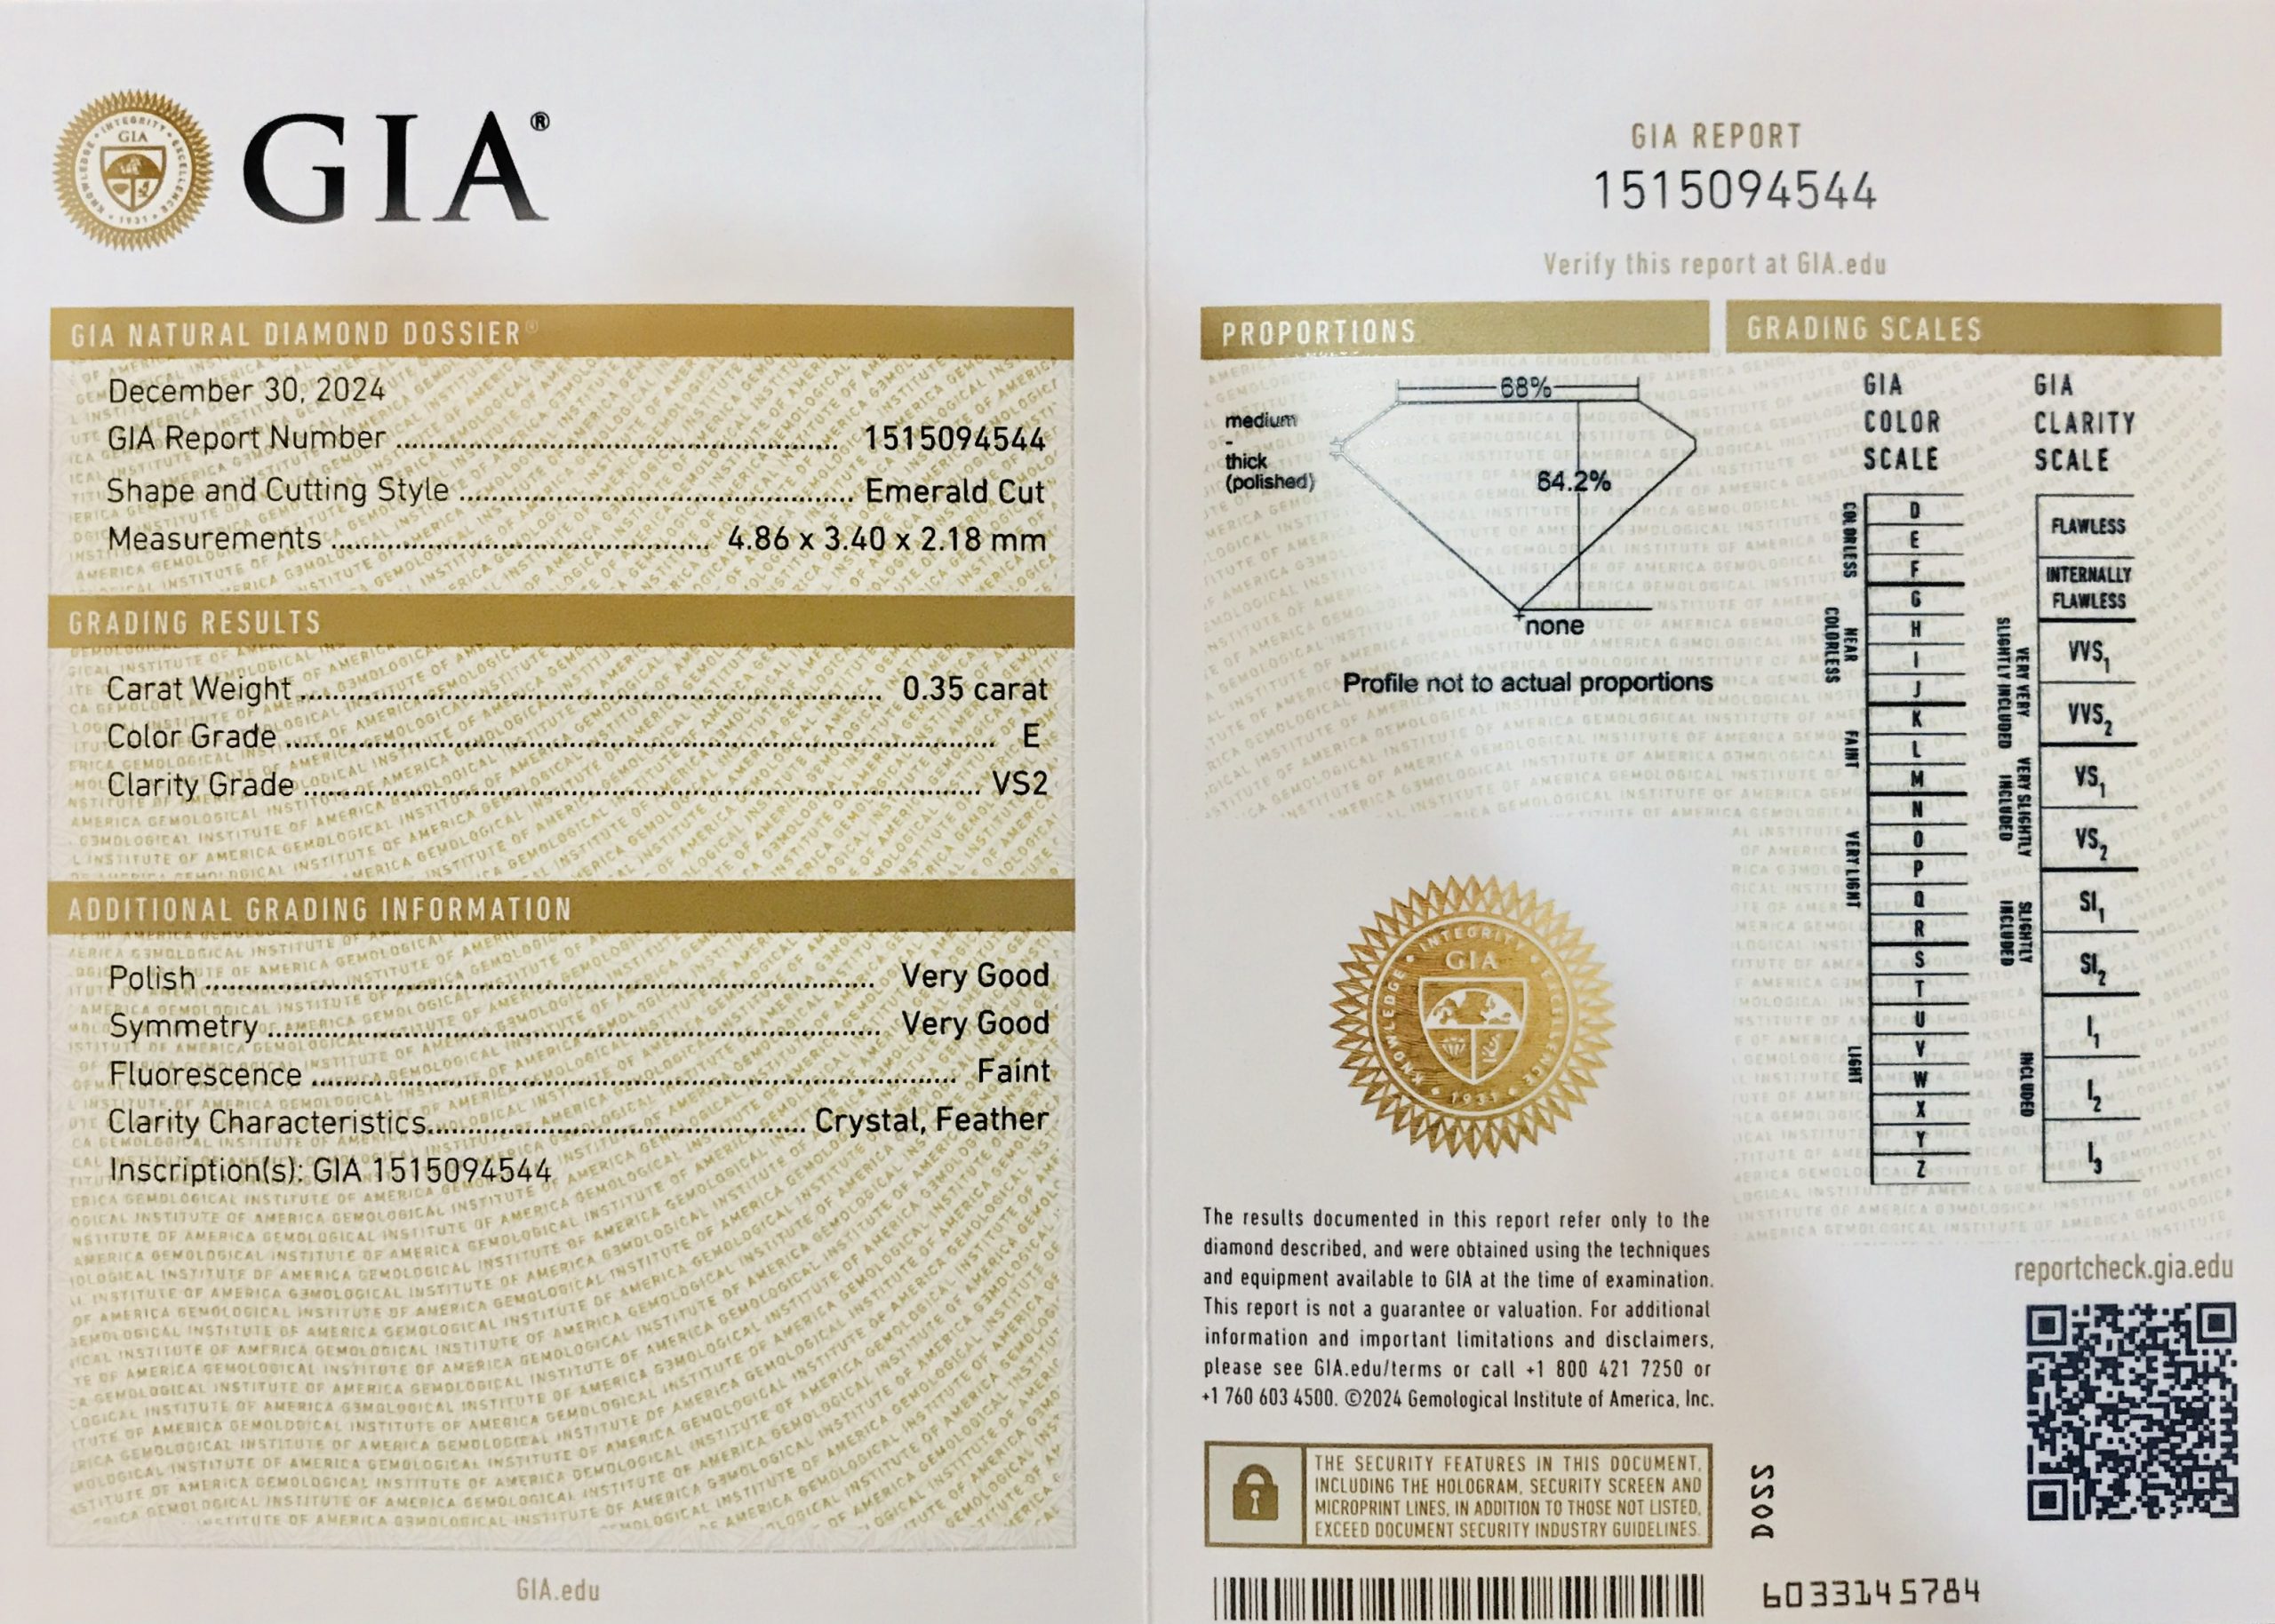 GIA®
INTEGRITY
GIA
EXCELLENCE
KNOWLEDGE
1931
GIA NATURAL DIAMOND DOSSIER®
December 30, 2024
GIA Report Number 1515094544
Shape and Cutting Style Emerald Cut
Measurements 4.86 x 3.40 x 2.18 mm
GRADING RESULTS
Carat Weight 0.35 carat
Color Grade E
Clarity Grade VS2
ADDITIONAL GRADING INFORMATION
Polish Very Good
Symmetry Very Good
Fluorescence Faint
Clarity Characteristics Crystal, Feather
Inscription(s): GIA 1515094544
GIA.edu
GIA REPORT
1515094544
Verify this report at GIA.edu
PROPORTIONS
68%
medium
-
thick
(polished)
64.2%
none
Profile not to actual proportions
INTEGRITY
GIA
KNOWLEDGE
EXCELLENCE
1931
The results documented in this report refer only to the
diamond described, and were obtained using the techniques
and equipment available to GIA at the time of examination.
This report is not a guarantee or valuation. For additional
information and important limitations and disclaimers,
please see GIA.edu/terms or call +1 800 421 7250 or
+1 760 603 4500. ©2024 Gemological Institute of America, Inc.
THE SECURITY FEATURES IN THIS DOCUMENT,
INCLUDING THE HOLOGRAM, SECURITY SCREEN AND
MICROPRINT LINES, IN ADDITION TO THOSE NOT LISTED,
EXCEED DOCUMENT SECURITY INDUSTRY GUIDELINES.
GRADING SCALES
GIA
COLOR
SCALE
COLORLESS
D
E
F
NEAR
COLORLESS
G
H
I
J
FAINT
K
L
M
VERY LIGHT
N
O
P
Q
R
LIGHT
S
T
U
V
W
X
Y
Z
GIA
CLARITY
SCALE
FLAWLESS
INTERNALLY
FLAWLESS
VERY VERY
SLIGHTLY INCLUDED
VVS1
VVS2
VERY SLIGHTLY
INCLUDED
VS1
VS2
SLIGHTLY
INCLUDED
SI1
SI2
INCLUDED
I1
I2
I3
reportcheck.gia.edu
DOSS
6033145784